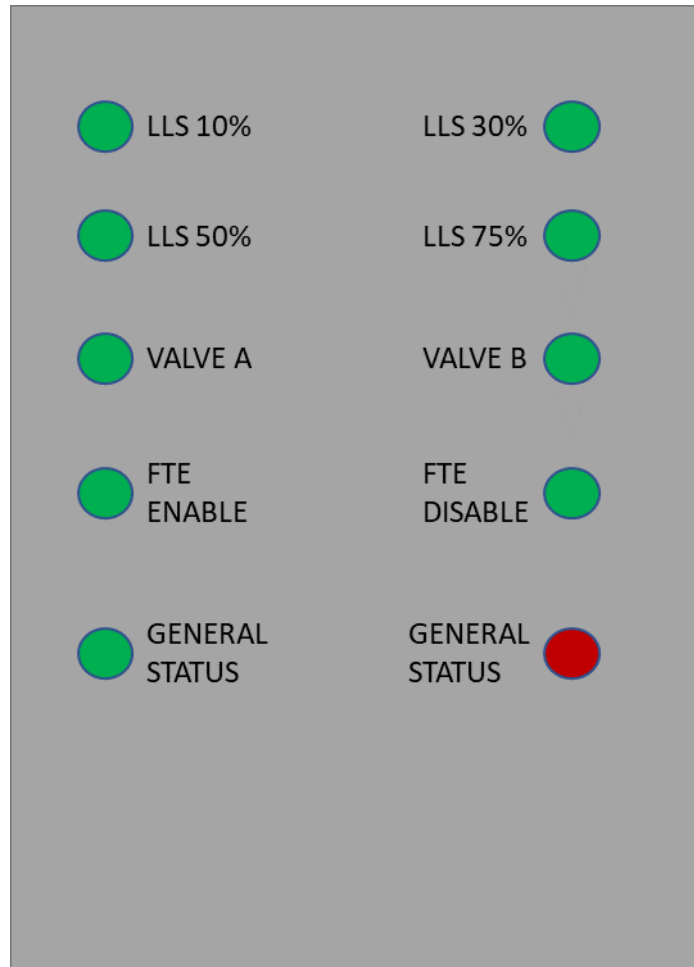 LLS 10%
LLS 30%
LLS 50%
LLS 75%
VALVE A
VALVE B
FTE
ENABLE
FTE
DISABLE
GENERAL
STATUS
GENERAL
STATUS